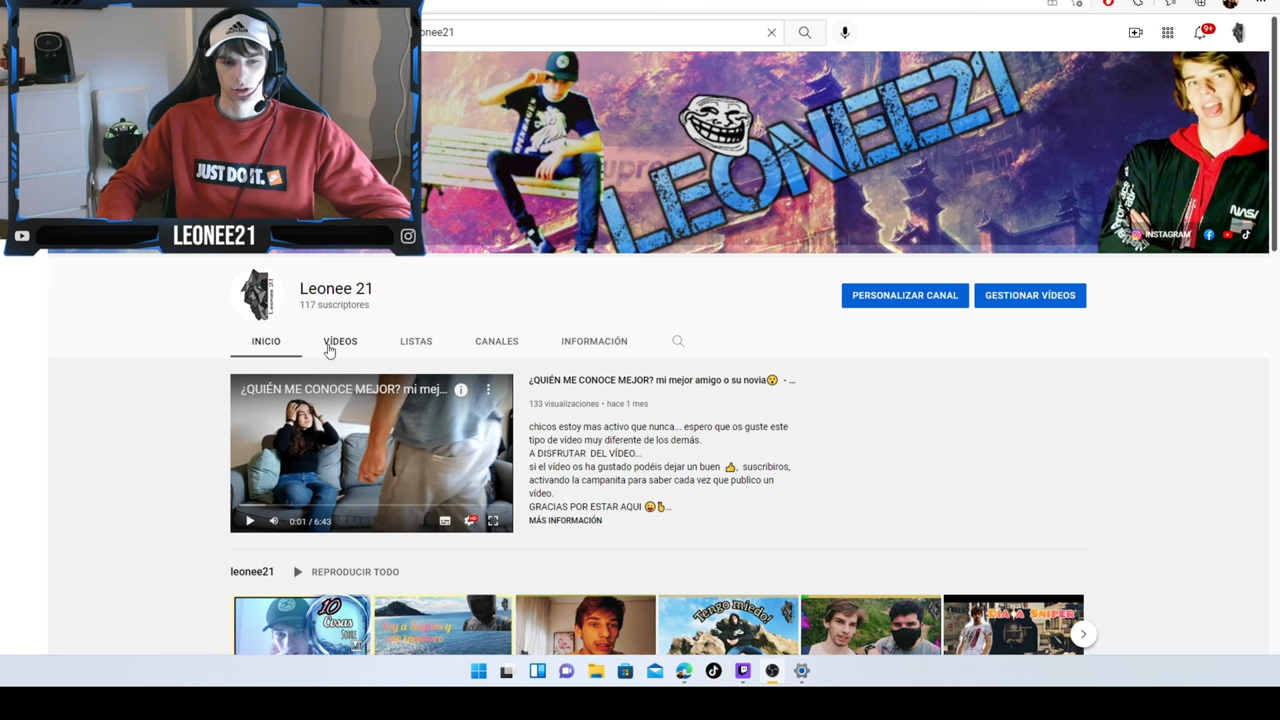 onee21
9+
JUST DO IT.
LEONEE21
LEONEE21
NASA
INSTAGRAM
Leonee 21
117 suscriptores
PERSONALIZAR CANAL
GESTIONAR VÍDEOS
INICIO
VÍDEOS
LISTAS
CANALES
INFORMACIÓN
¿QUIÉN ME CONOCE MEJOR? mi mej...
0:01 / 6:43
¿QUIÉN ME CONOCE MEJOR? mi mejor amigo o su novia😮 - ...
133 visualizaciones • hace 1 mes
chicos estoy mas activo que nunca... espero que os guste este
tipo de vídeo muy diferente de los demás.
A DISFRUTAR DEL VÍDEO...
si el vídeo os ha gustado podéis dejar un buen 👍, suscribiros,
activando la campanita para saber cada vez que publico un
vídeo.
GRACIAS POR ESTAR AQUI 😛🫰...
MÁS INFORMACIÓN
leonee21
REPRODUCIR TODO
10
Cosas
Tengo miedo!
DIA A SNIPER